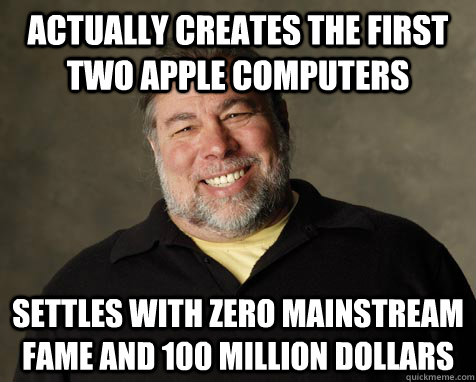 ACTUALLY CREATES THE FIRST
TWO APPLE COMPUTERS
SETTLES WITH ZERO MAINSTREAM
FAME AND 100 MILLION DOLLARS
quickmeme.com